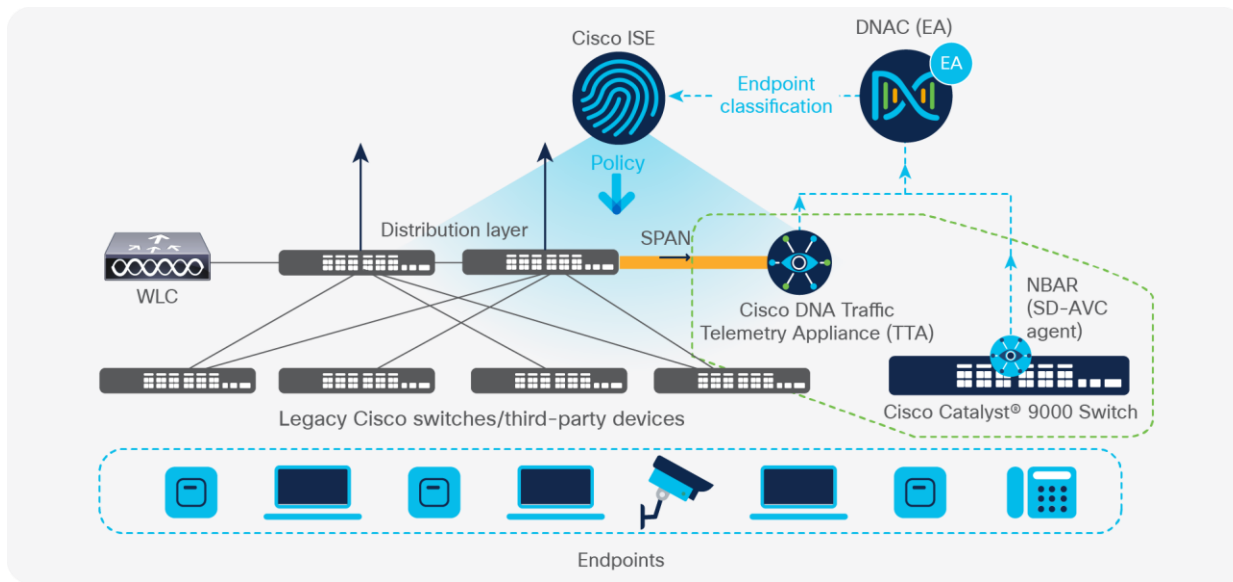 Cisco ISE
DNAC (EA)
EA
Endpoint
classification
Policy
Distribution layer
SPAN
WLC
Cisco DNA Traffic
Telemetry Appliance (TTA)
NBAR
(SD-AVC
agent)
Legacy Cisco switches/third-party devices
Cisco Catalyst® 9000 Switch
Endpoints